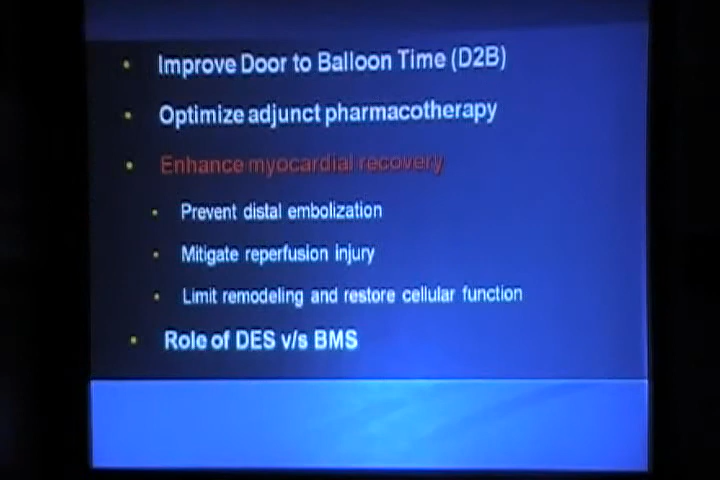 Improve Door to Balloon Time (D2B)
Optimize adjunct pharmacotherapy
Enhance myocardial recovery
Prevent distal embolization
Mitigate reperfusion injury
Limit remodeling and restore cellular function
Role of DES v/s BMS